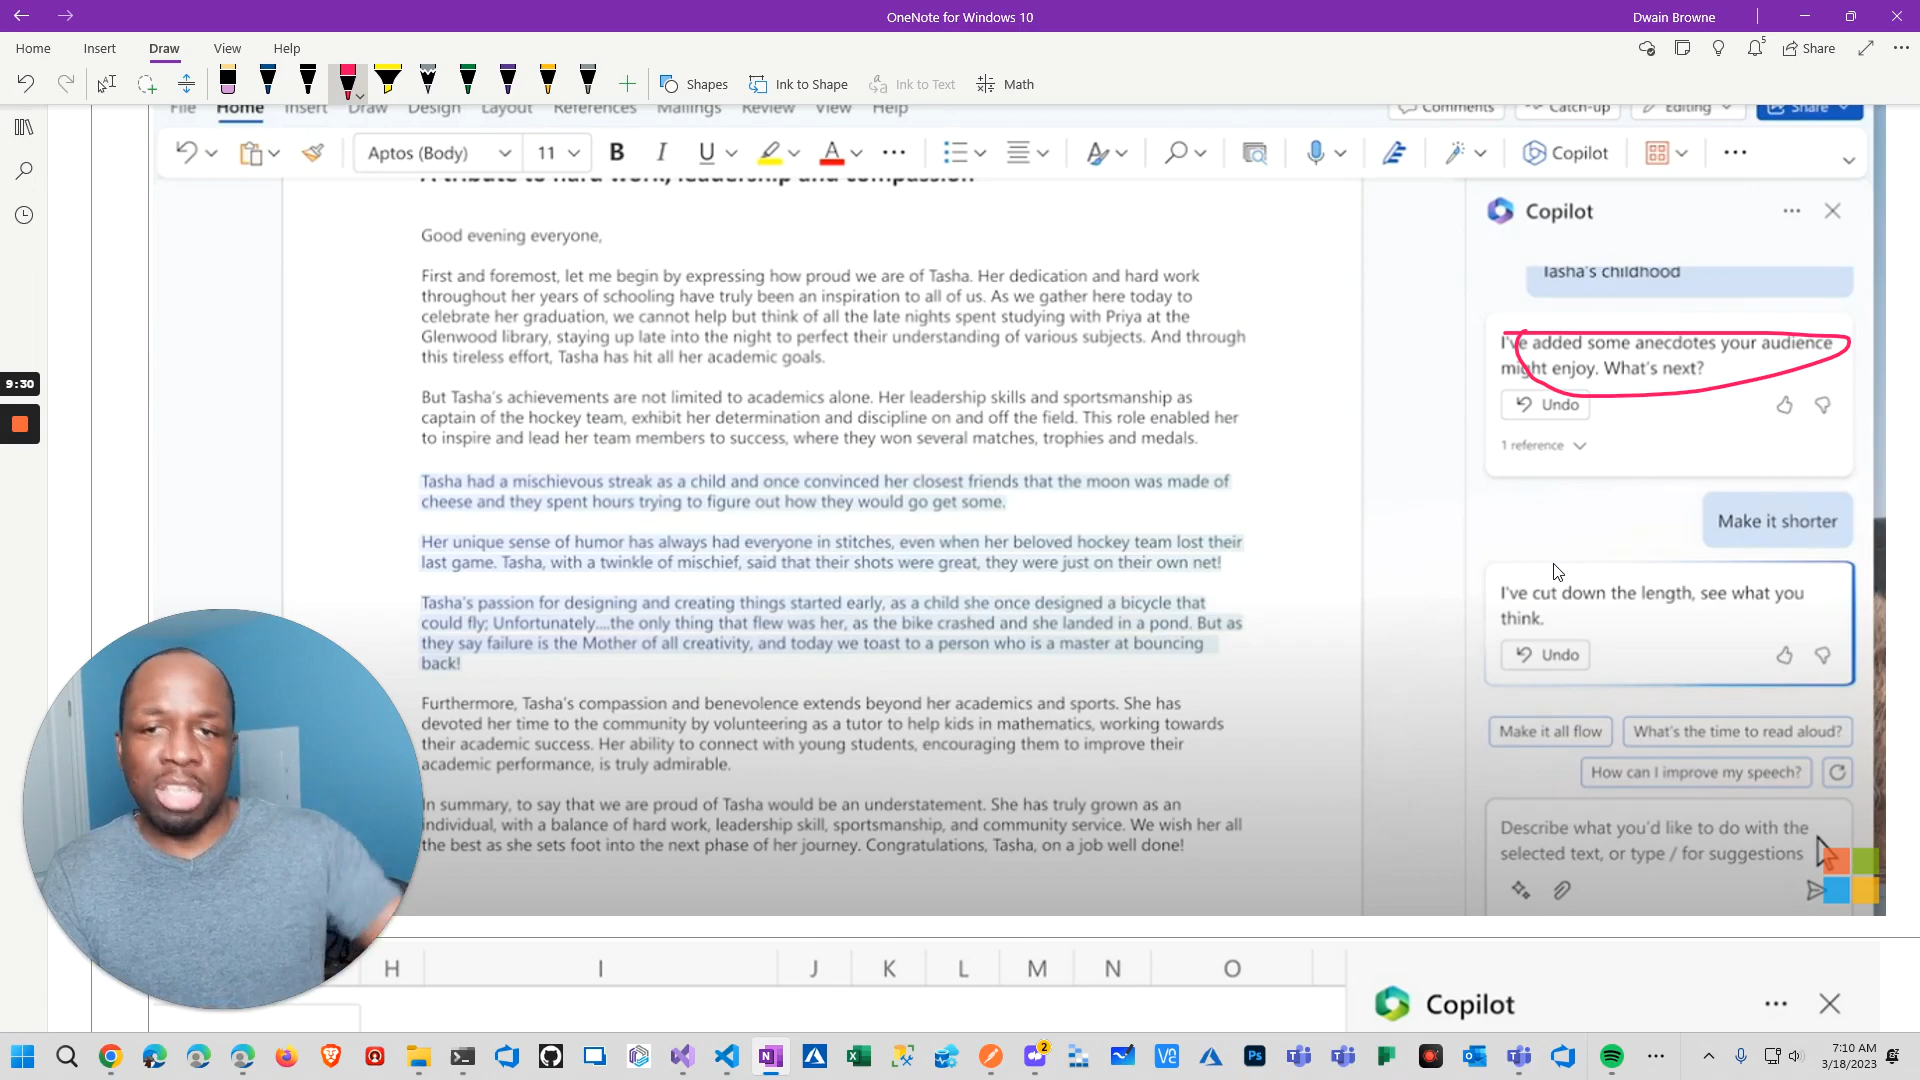 OneNote for Windows 10
Dwain Browne
Home Insert Draw View Help
5
Share
Shapes
Ink to Shape
Ink to Text
Math
File Home Insert Draw Design Layout References Mailings Review View Help
Comments
Catch-up
Editing
Share
Aptos (Body)
11
B I U A
Copilot
A tribute to hard work, leadership and compassion
Good evening everyone,
First and foremost, let me begin by expressing how proud we are of Tasha. Her dedication and hard work
throughout her years of schooling have truly been an inspiration to all of us. As we gather here today to
celebrate her graduation, we cannot help but think of all the late nights spent studying with Priya at the
Glenwood library, staying up late into the night to perfect their understanding of various subjects. And through
this tireless effort, Tasha has hit all her academic goals.
But Tasha's achievements are not limited to academics alone. Her leadership skills and sportsmanship as
captain of the hockey team, exhibit her determination and discipline on and off the field. This role enabled her
to inspire and lead her team members to success, where they won several matches, trophies and medals.
Tasha had a mischievous streak as a child and once convinced her closest friends that the moon was made of
cheese and they spent hours trying to figure out how they would go get some.
Her unique sense of humor has always had everyone in stitches, even when her beloved hockey team lost their
last game. Tasha, with a twinkle of mischief, said that their shots were great, they were just on their own net!
Tasha's passion for designing and creating things started early, as a child she once designed a bicycle that
could fly; Unfortunately....the only thing that flew was her, as the bike crashed and she landed in a pond. But as
they say failure is the Mother of all creativity, and today we toast to a person who is a master at bouncing
back!
Furthermore, Tasha's compassion and benevolence extends beyond her academics and sports. She has
devoted her time to the community by volunteering as a tutor to help kids in mathematics, working towards
their academic success. Her ability to connect with young students, encouraging them to improve their
academic performance, is truly admirable.
In summary, to say that we are proud of Tasha would be an understatement. She has truly grown as an
individual, with a balance of hard work, leadership skill, sportsmanship, and community service. We wish her all
the best as she sets foot into the next phase of her journey. Congratulations, Tasha, on a job well done!
Copilot
Tasha's childhood
I've added some anecdotes your audience
might enjoy. What's next?
Undo
1 reference
Make it shorter
I've cut down the length, see what you
think.
Undo
Make it all flow
What's the time to read aloud?
How can I improve my speech?
Describe what you'd like to do with the
selected text, or type / for suggestions
9:30
H I J K L M N O
Copilot
2
7:10 AM
3/18/2023